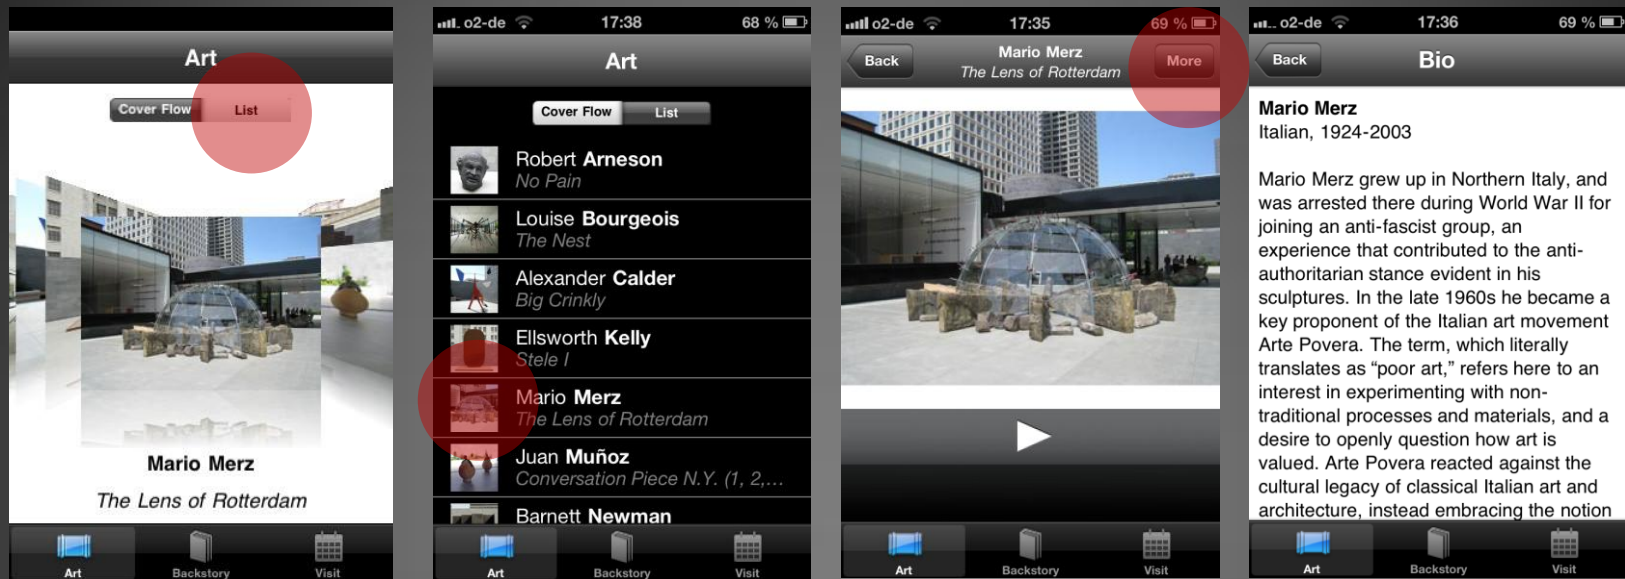 Art
Cover Flow
List
Mario Merz
The Lens of Rotterdam
Art
Backstory
Visit
o2-de
17:38
68 %
Art
Cover Flow
List
Robert Arneson
No Pain
Louise Bourgeois
The Nest
Alexander Calder
Big Crinkly
Ellsworth Kelly
Stele I
Mario Merz
The Lens of Rotterdam
Juan Muñoz
Conversation Piece N.Y. (1, 2,...
Barnett Newman
Art
Backstory
Visit
o2-de
17:35
69 %
Back
Mario Merz
The Lens of Rotterdam
More
Art
Backstory
Visit
o2-de
17:36
69 %
Back
Bio
Mario Merz
Italian, 1924-2003
Mario Merz grew up in Northern Italy, and
was arrested there during World War II for
joining an anti-fascist group, an
experience that contributed to the anti-
authoritarian stance evident in his
sculptures. In the late 1960s he became a
key proponent of the Italian art movement
Arte Povera. The term, which literally
translates as “poor art,” refers here to an
interest in experimenting with non-
traditional processes and materials, and a
desire to openly question how art is
valued. Arte Povera reacted against the
cultural legacy of classical Italian art and
architecture, instead embracing the notion
Art
Backstory
Visit